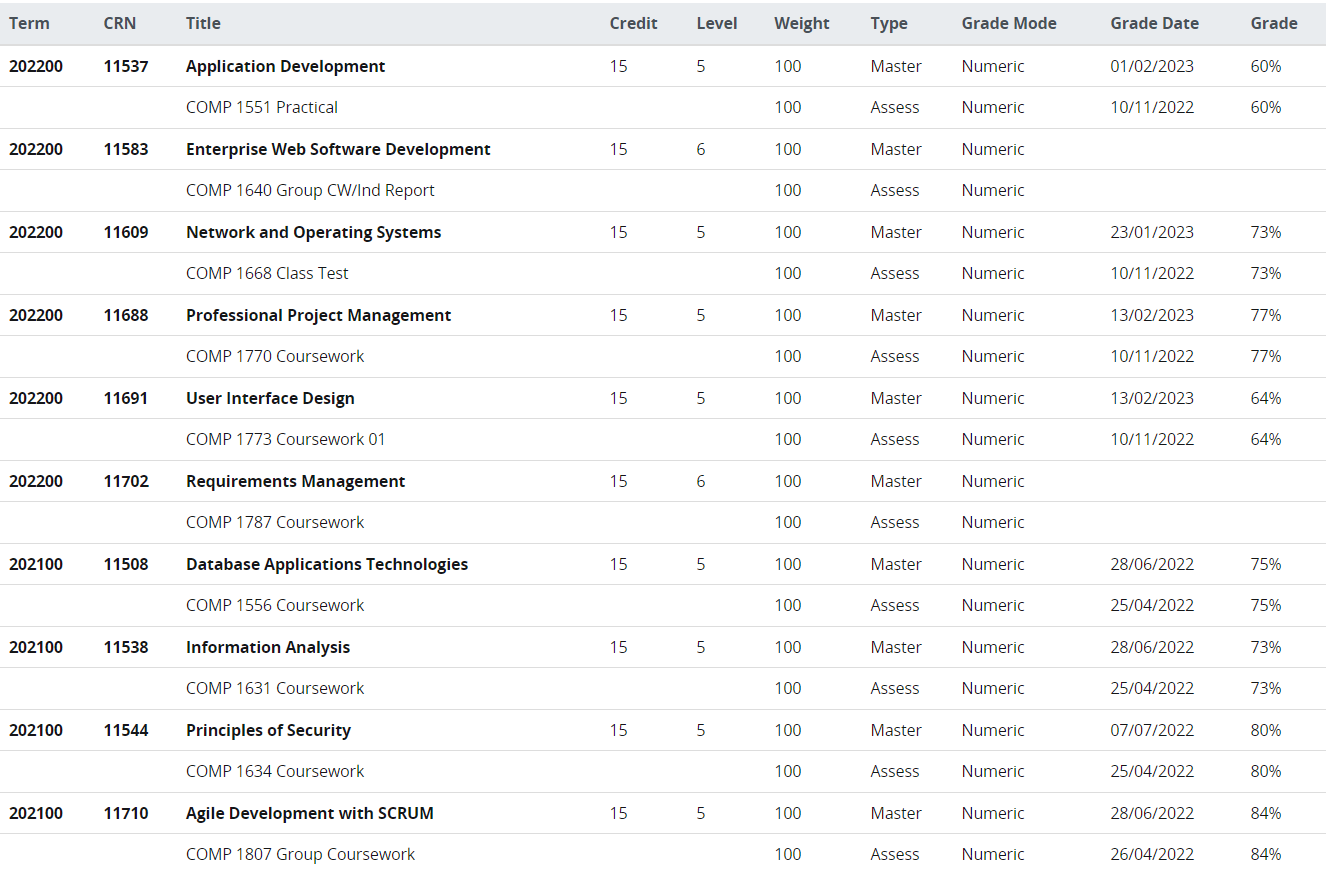 Term CRN Title Credit Level Weight Type Grade Mode Grade Date Grade
202200 11537 Application Development 15 5 100 Master Numeric 01/02/2023 60%
COMP 1551 Practical 100 Assess Numeric 10/11/2022 60%
202200 11583 Enterprise Web Software Development 15 6 100 Master Numeric
COMP 1640 Group CW/Ind Report 100 Assess Numeric
202200 11609 Network and Operating Systems 15 5 100 Master Numeric 23/01/2023 73%
COMP 1668 Class Test 100 Assess Numeric 10/11/2022 73%
202200 11688 Professional Project Management 15 5 100 Master Numeric 13/02/2023 77%
COMP 1770 Coursework 100 Assess Numeric 10/11/2022 77%
202200 11691 User Interface Design 15 5 100 Master Numeric 13/02/2023 64%
COMP 1773 Coursework 01 100 Assess Numeric 10/11/2022 64%
202200 11702 Requirements Management 15 6 100 Master Numeric
COMP 1787 Coursework 100 Assess Numeric
202100 11508 Database Applications Technologies 15 5 100 Master Numeric 28/06/2022 75%
COMP 1556 Coursework 100 Assess Numeric 25/04/2022 75%
202100 11538 Information Analysis 15 5 100 Master Numeric 28/06/2022 73%
COMP 1631 Coursework 100 Assess Numeric 25/04/2022 73%
202100 11544 Principles of Security 15 5 100 Master Numeric 07/07/2022 80%
COMP 1634 Coursework 100 Assess Numeric 25/04/2022 80%
202100 11710 Agile Development with SCRUM 15 5 100 Master Numeric 28/06/2022 84%
COMP 1807 Group Coursework 100 Assess Numeric 26/04/2022 84%